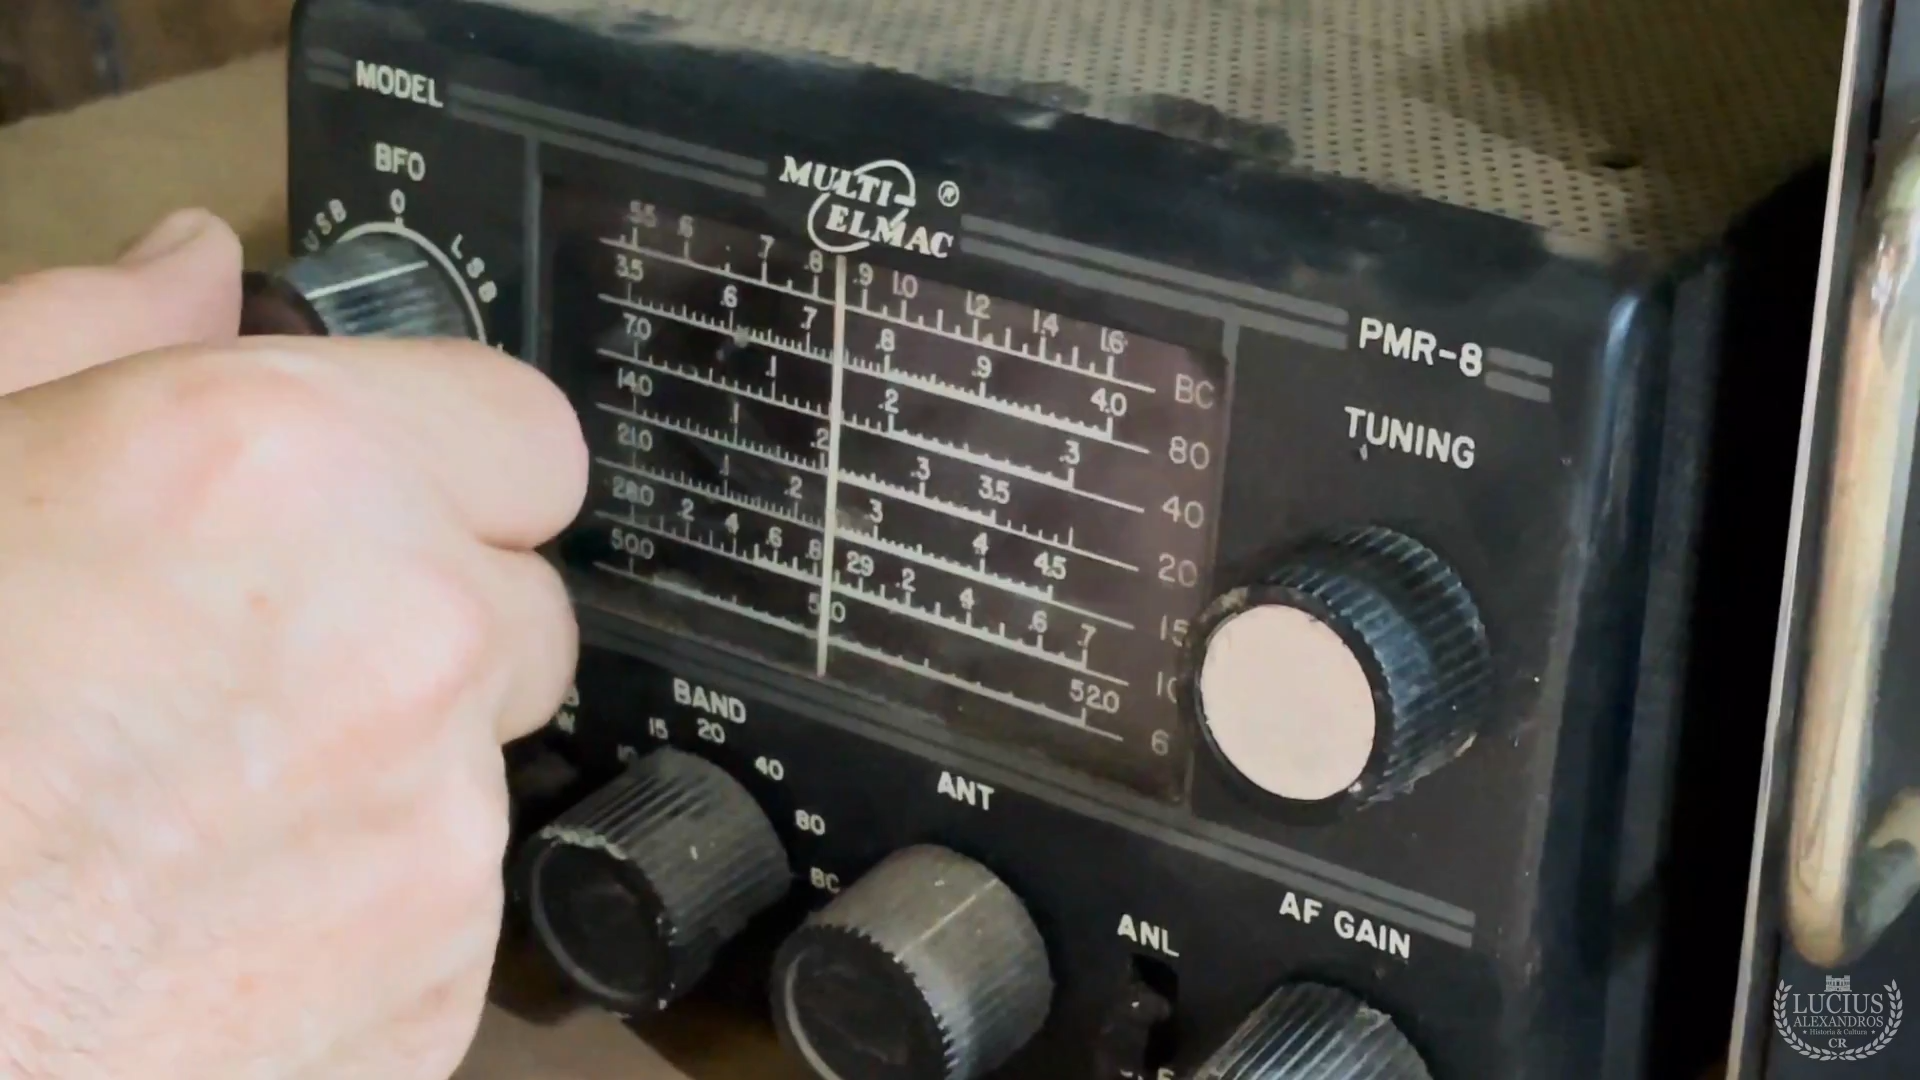 MODEL
MULTI-
ELMAC ®
PMR-8
BFO
0
USB
LSB
.55 .6 .7 .8 .9 1.0 1.2 1.4 1.6 BC
3.5 .6 .7 .8 .9 4.0 80
7.0 .1 .2 .3 40
14.0 .1 .2 .3 3.5 20
21.0 .1 .2 .3 .4 4.5 15
28.0 .2 .4 .6 .8 29 .2 .4 .6 .7
50.0 51.0 52.0 6
TUNING
BAND
10 15 20 40 80 BC
ANT
ANL
AF GAIN
LUCIUS
ALEXANDROS
Historia & Cultura
CR